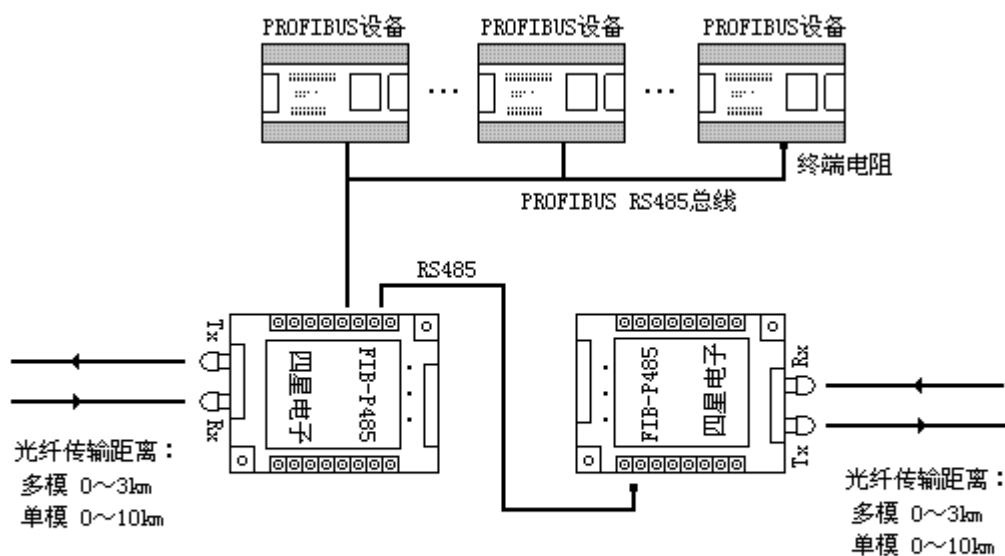 PROFIBUS设备
PROFIBUS设备
PROFIBUS设备
终端电阻
PROFIBUS RS485总线
RS485
Tx
Rx
四星电子
FIB-P485
FIB-P485
四星电子
Rx
Tx
光纤传输距离：
多模 0～3km
单模 0～10km
光纤传输距离：
多模 0～3km
单模 0～10km